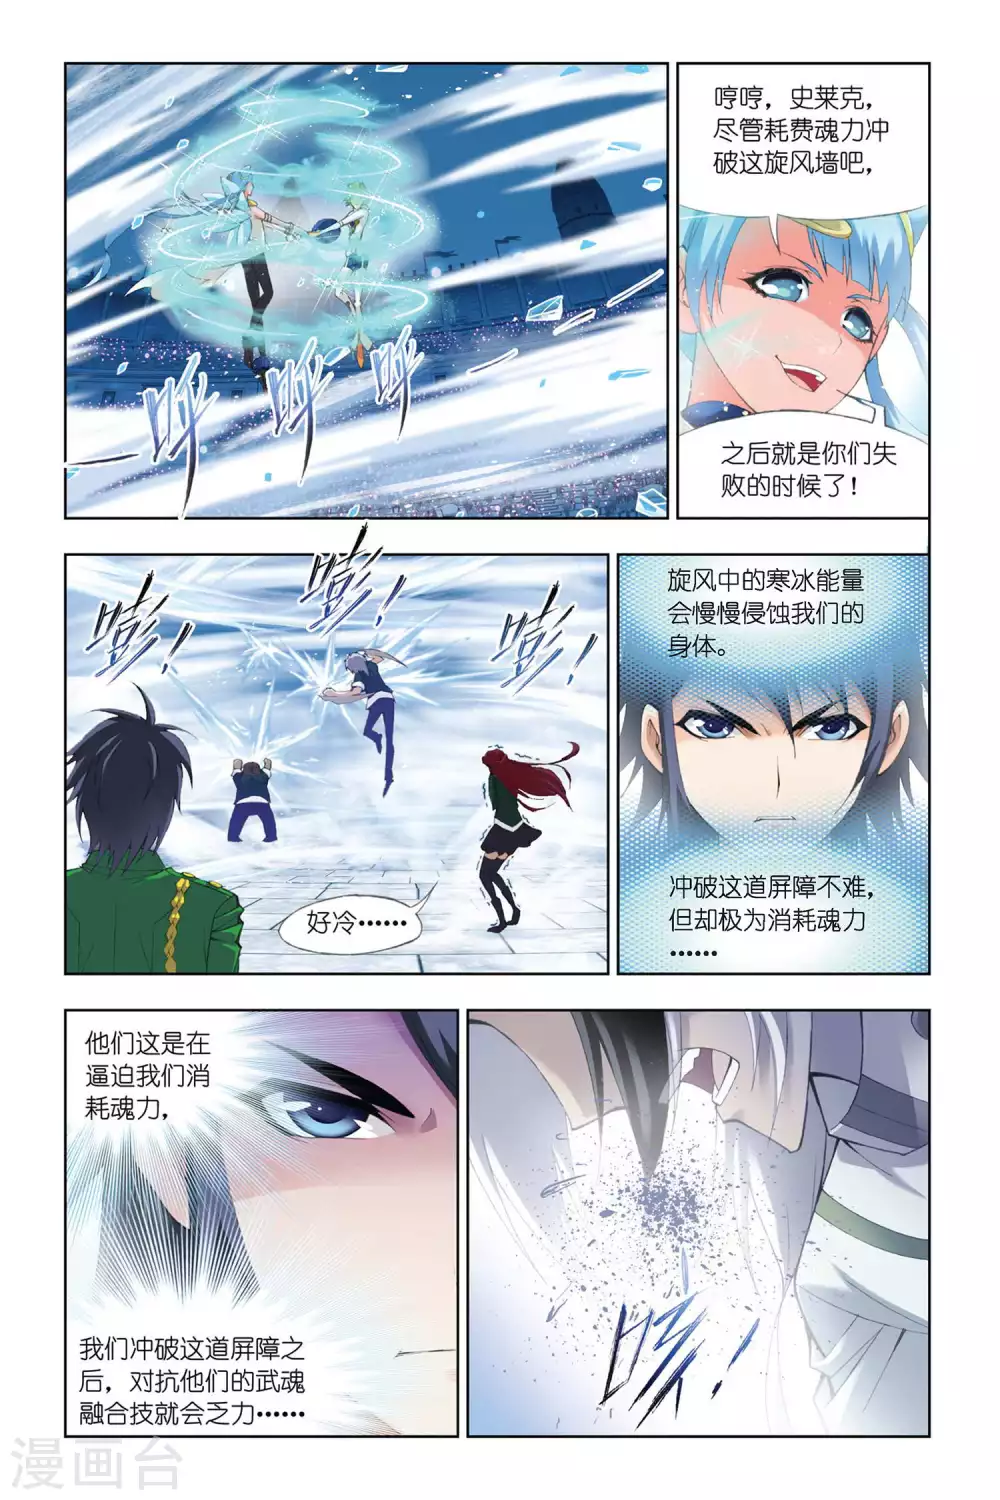 呼呼呼
哼哼，史莱克，
尽管耗费魂力冲
破这旋风墙吧，
之后就是你们失
败的时候了！
嘭！
嘭！
嘭！
好冷……
旋风中的寒冰能量
会慢慢侵蚀我们的
身体。
冲破这道屏障不难，
但却极为消耗魂力
……
他们这是在
逼迫我们消
耗魂力，
我们冲破这道屏障之
后，对抗他们的武魂
融合技就会乏力……
咳！
漫画台